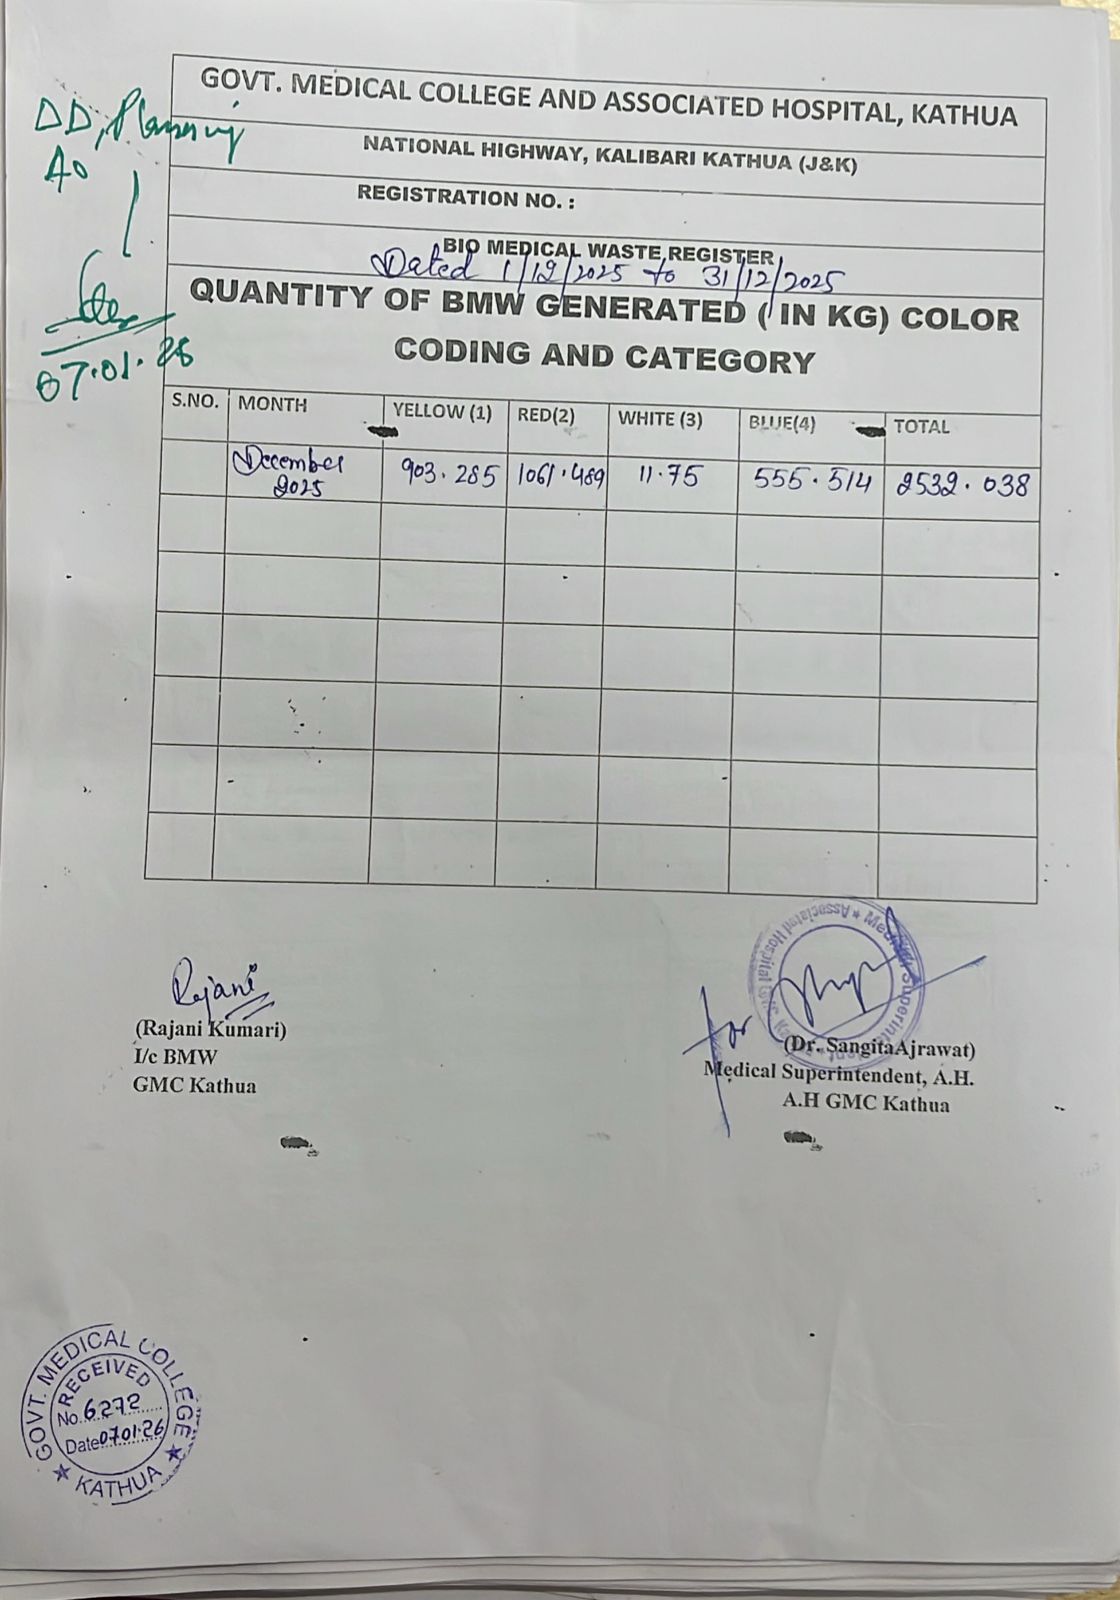 DD, Planning
AO
07.01.26
GOVT. MEDICAL COLLEGE AND ASSOCIATED HOSPITAL, KATHUA
NATIONAL HIGHWAY, KALIBARI KATHUA (J&K)
REGISTRATION NO. :
BIO MEDICAL WASTE REGISTER
Dated 1/12/2025 to 31/12/2025
QUANTITY OF BMW GENERATED ( IN KG) COLOR
CODING AND CATEGORY
S.NO. MONTH YELLOW (1) RED(2) WHITE (3) BLUE(4) TOTAL
December 2025 903.285 1061.489 11.75 555.514 2532.038
Rajani
(Rajani Kumari)
I/c BMW
GMC Kathua
for
(Dr. SangitaAjrawat)
Medical Superintendent, A.H.
A.H GMC Kathua
Medical Superintendent
Associated Hospital
GOVT. MEDICAL COLLEGE
RECEIVED
No. 6272
Date 07.01.26
KATHUA